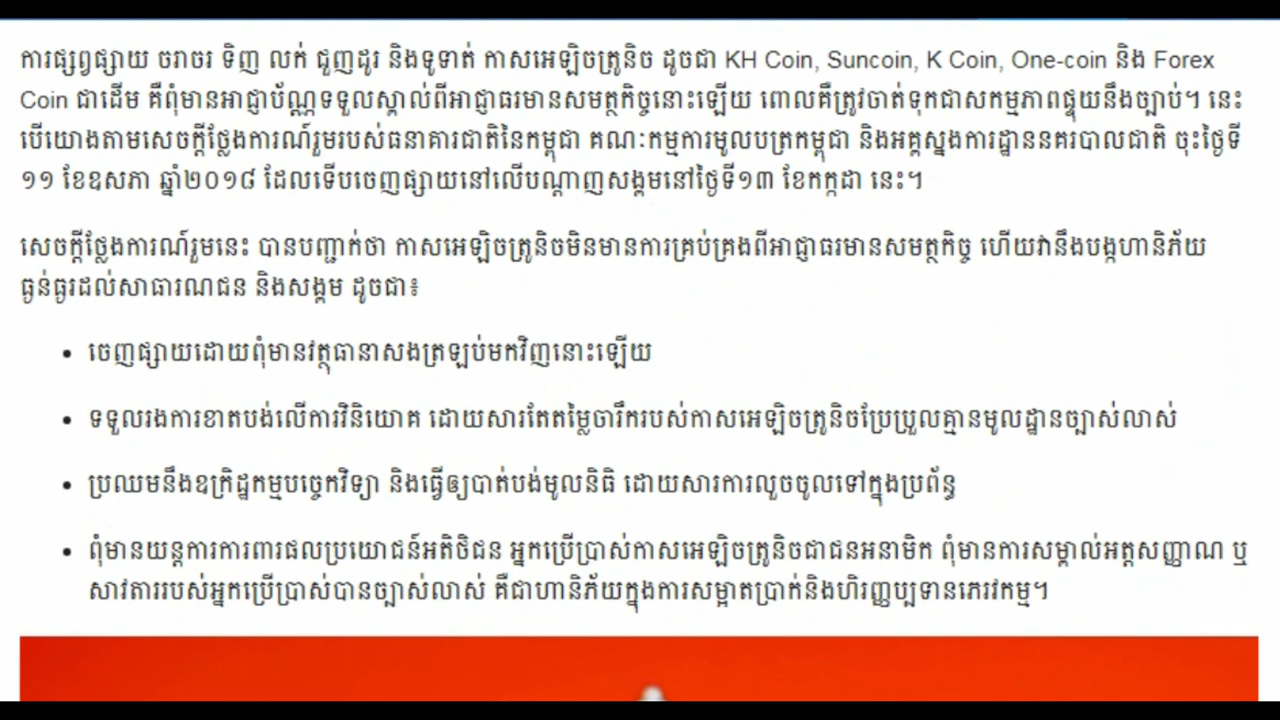 ការផ្សព្វផ្សាយ ចរាចរ ទិញ លក់ ជួញដូរ និងទូទាត់ កាសអេឡិចត្រូនិច ដូចជា KH Coin, Suncoin, K Coin, One-coin និង Forex
Coin ជាដើម គឺពុំមានអាជ្ញាប័ណ្ណទទួលស្គាល់ពីអាជ្ញាធរមានសមត្ថកិច្ចនោះឡើយ ពោលគឺត្រូវចាត់ទុកជាសកម្មភាពផ្ទុយនឹងច្បាប់។ នេះ
បើយោងតាមសេចក្ដីថ្លែងការណ៍រួមរបស់ធនាគារជាតិនៃកម្ពុជា គណៈកម្មការមូលបត្រកម្ពុជា និងអគ្គស្នងការដ្ឋាននគរបាលជាតិ ចុះថ្ងៃទី
១១ ខែឧសភា ឆ្នាំ២០១៨ ដែលទើបចេញផ្សាយនៅលើបណ្ដាញសង្គមនៅថ្ងៃទី១៣ ខែកក្កដា នេះ។
សេចក្ដីថ្លែងការណ៍រួមនេះ បានបញ្ជាក់ថា កាសអេឡិចត្រូនិចមិនមានការគ្រប់គ្រងពីអាជ្ញាធរមានសមត្ថកិច្ច ហើយវានឹងបង្កហានិភ័យ
ធ្ងន់ធ្ងរដល់សាធារណជន និងសង្គម ដូចជា៖
• ចេញផ្សាយដោយពុំមានវត្ថុធានាសងត្រឡប់មកវិញនោះឡើយ
• ទទួលរងការខាតបង់លើការវិនិយោគ ដោយសារតែតម្លៃចារឹករបស់កាសអេឡិចត្រូនិចប្រែប្រួលគ្មានមូលដ្ឋានច្បាស់លាស់
• ប្រឈមនឹងឧក្រិដ្ឋកម្មបច្ចេកវិទ្យា និងធ្វើឲ្យបាត់បង់មូលនិធិ ដោយសារការលួចចូលទៅក្នុងប្រព័ន្ធ
• ពុំមានយន្តការការពារផលប្រយោជន៍អតិថិជន អ្នកប្រើប្រាស់កាសអេឡិចត្រូនិចជាជនអនាមិក ពុំមានការសម្គាល់អត្តសញ្ញាណ ឬ
សាវតាររបស់អ្នកប្រើប្រាស់បានច្បាស់លាស់ គឺជាហានិភ័យក្នុងការសម្អាតប្រាក់និងហិរញ្ញប្បទានភេរវកម្ម។